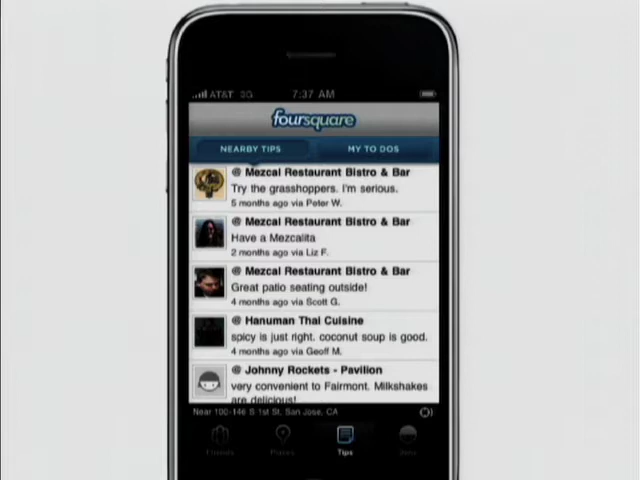 AT&T 3G 7:37 AM
foursquare
NEARBY TIPS MY TO DOS
@ Mezcal Restaurant Bistro & Bar
Try the grasshoppers. I'm serious.
5 months ago via Peter W.
@ Mezcal Restaurant Bistro & Bar
Have a Mezcalita
2 months ago via Liz F.
@ Mezcal Restaurant Bistro & Bar
Great patio seating outside!
4 months ago via Scott G.
@ Hanuman Thai Cuisine
spicy is just right. coconut soup is good.
4 months ago via Geoff M.
@ Johnny Rockets - Pavilion
very convenient to Fairmont. Milkshakes
are delicious!
Near 100-146 S 1st St, San Jose, CA
Friends Places Tips